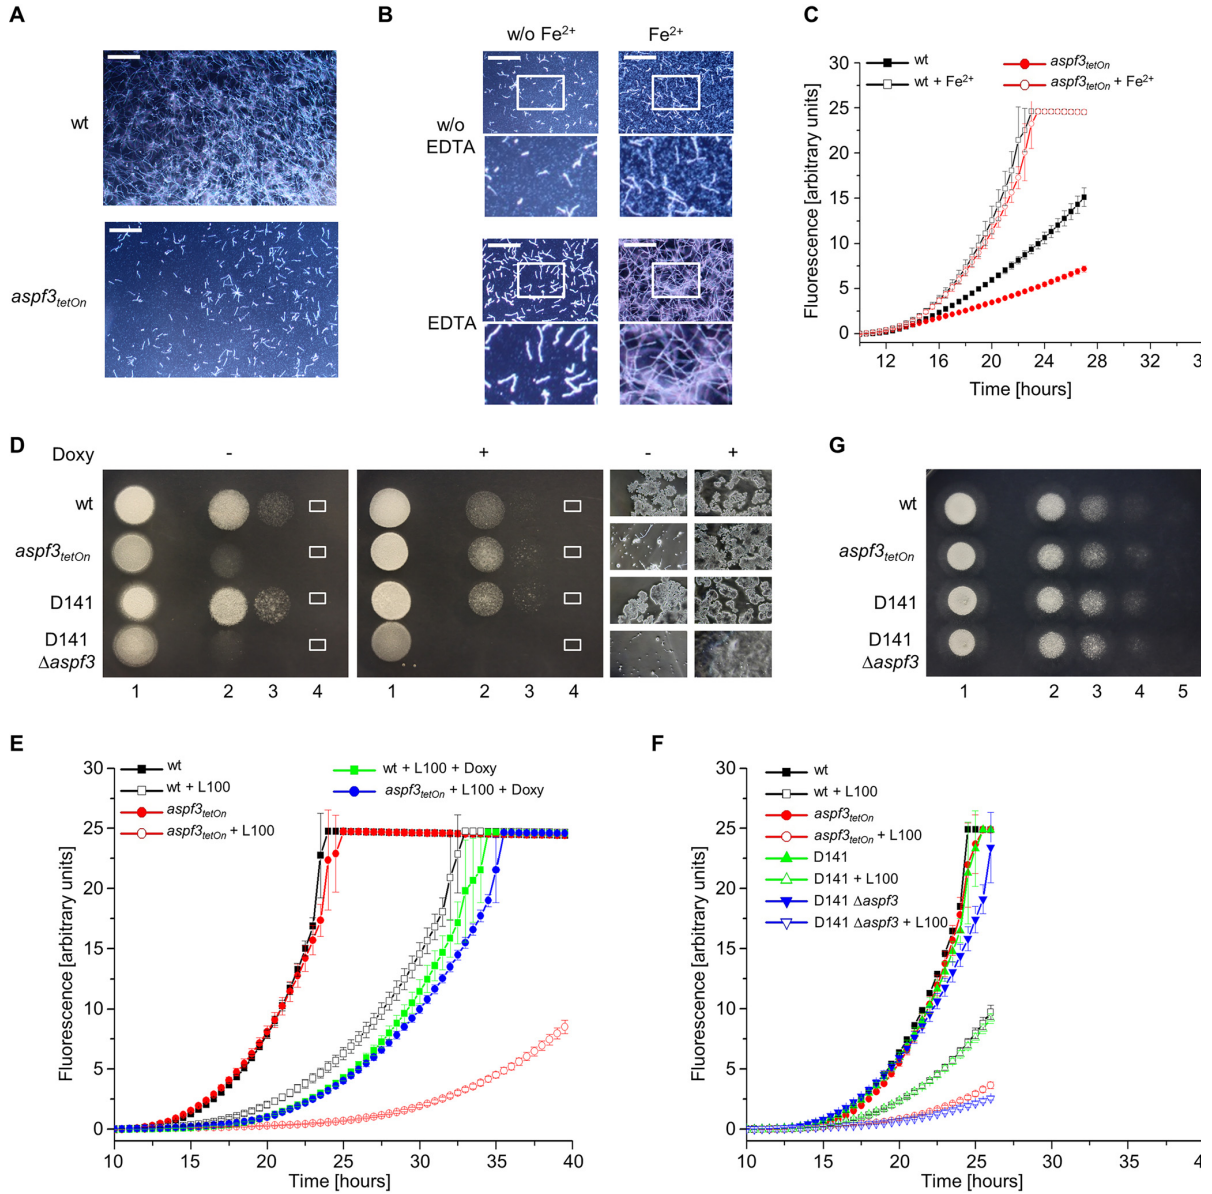 A
wt
aspf3tetOn
B
w/o Fe2+
Fe2+
w/o
EDTA
EDTA
C
wt
wt + Fe2+
aspf3tetOn
aspf3tetOn + Fe2+
Fluorescence [arbitrary units]
30
25
20
15
10
5
0
12 16 20 24 28 32 3
Time [hours]
D
Doxy - + - +
wt
aspf3tetOn
D141
D141
Δaspf3
1 2 3 4
1 2 3 4
G
wt
aspf3tetOn
D141
D141
Δaspf3
1 2 3 4 5
E
wt
wt + L100
aspf3tetOn
aspf3tetOn + L100
wt + L100 + Doxy
aspf3tetOn + L100 + Doxy
Fluorescence [arbitrary units]
30
25
20
15
10
5
0
10 15 20 25 30 35 40
Time [hours]
F
wt
wt + L100
aspf3tetOn
aspf3tetOn + L100
D141
D141 + L100
D141 Δaspf3
D141 Δaspf3 + L100
Fluorescence [arbitrary units]
30
25
20
15
10
5
0
10 15 20 25 30 35 40
Time [hours]